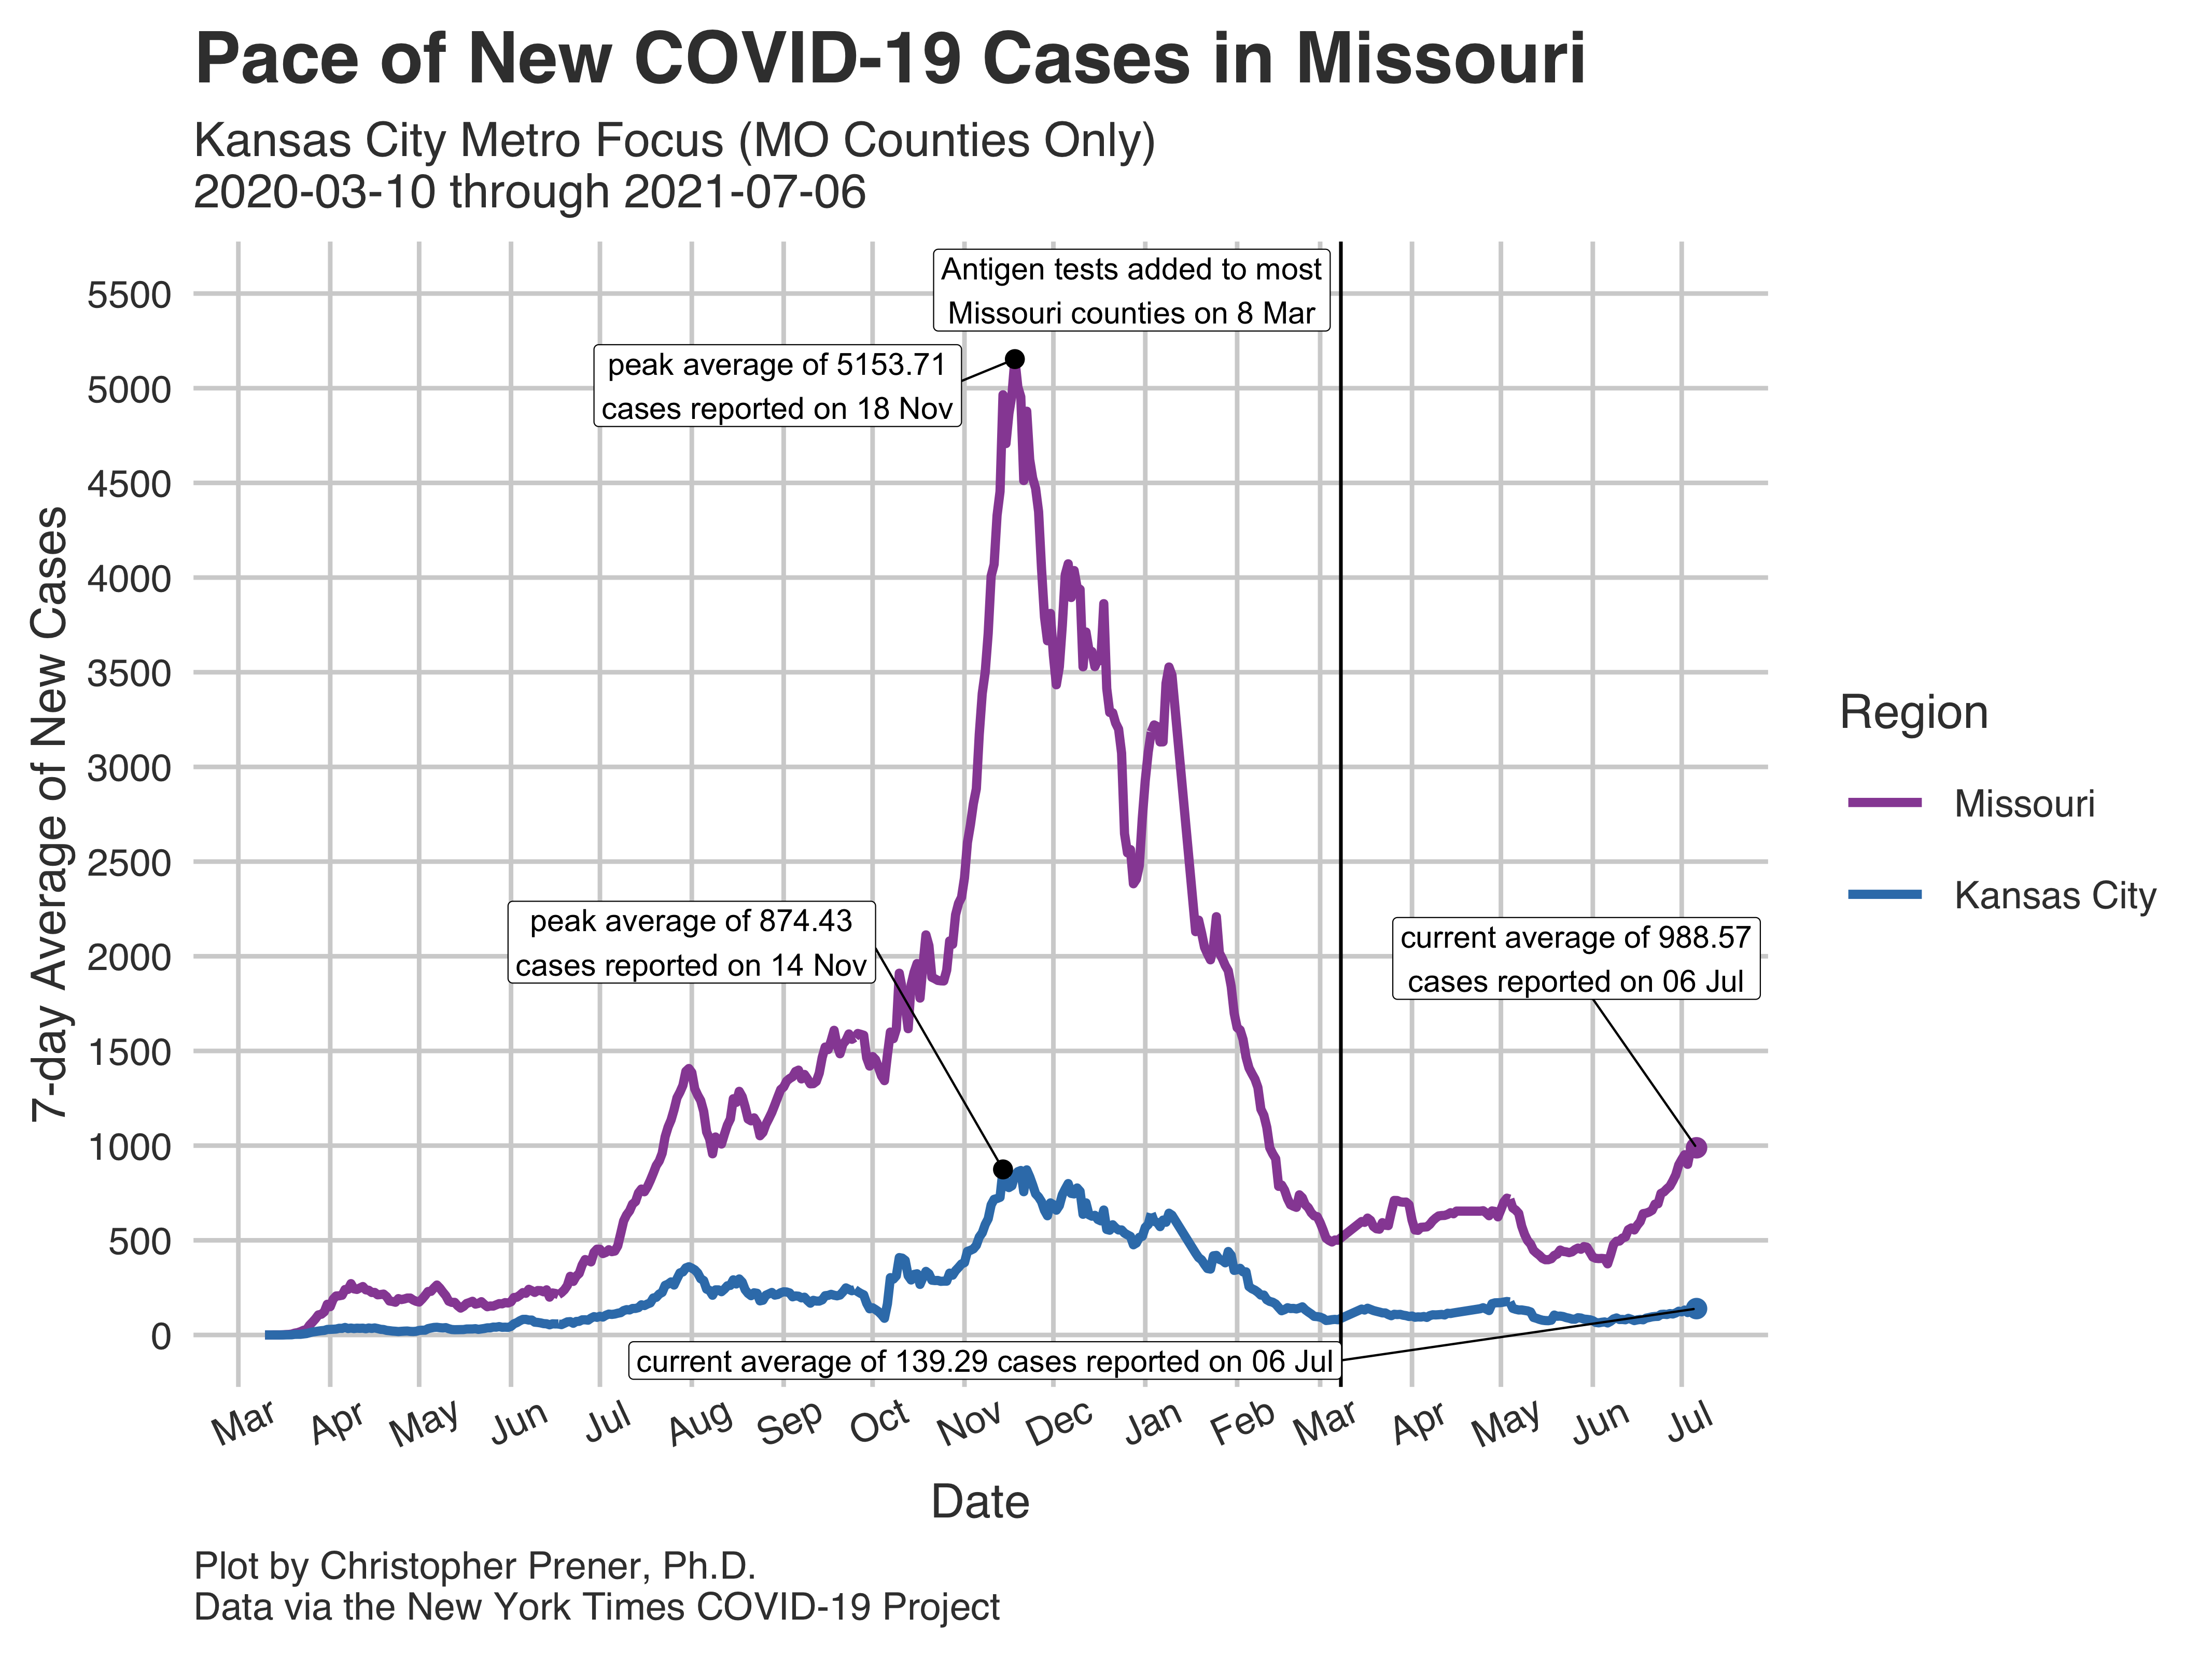 Pace of New COVID-19 Cases in Missouri
Kansas City Metro Focus (MO Counties Only)
2020-03-10 through 2021-07-06
Antigen tests added to most
Missouri counties on 8 Mar
peak average of 5153.71
cases reported on 18 Nov
peak average of 874.43
cases reported on 14 Nov
current average of 988.57
cases reported on 06 Jul
current average of 139.29 cases reported on 06 Jul
7-day Average of New Cases
5500
5000
4500
4000
3500
3000
2500
2000
1500
1000
500
0
Mar
Apr
May
Jun
Jul
Aug
Sep
Oct
Nov
Dec
Jan
Feb
Mar
Apr
May
Jun
Jul
Date
Region
Missouri
Kansas City
Plot by Christopher Prener, Ph.D.
Data via the New York Times COVID-19 Project